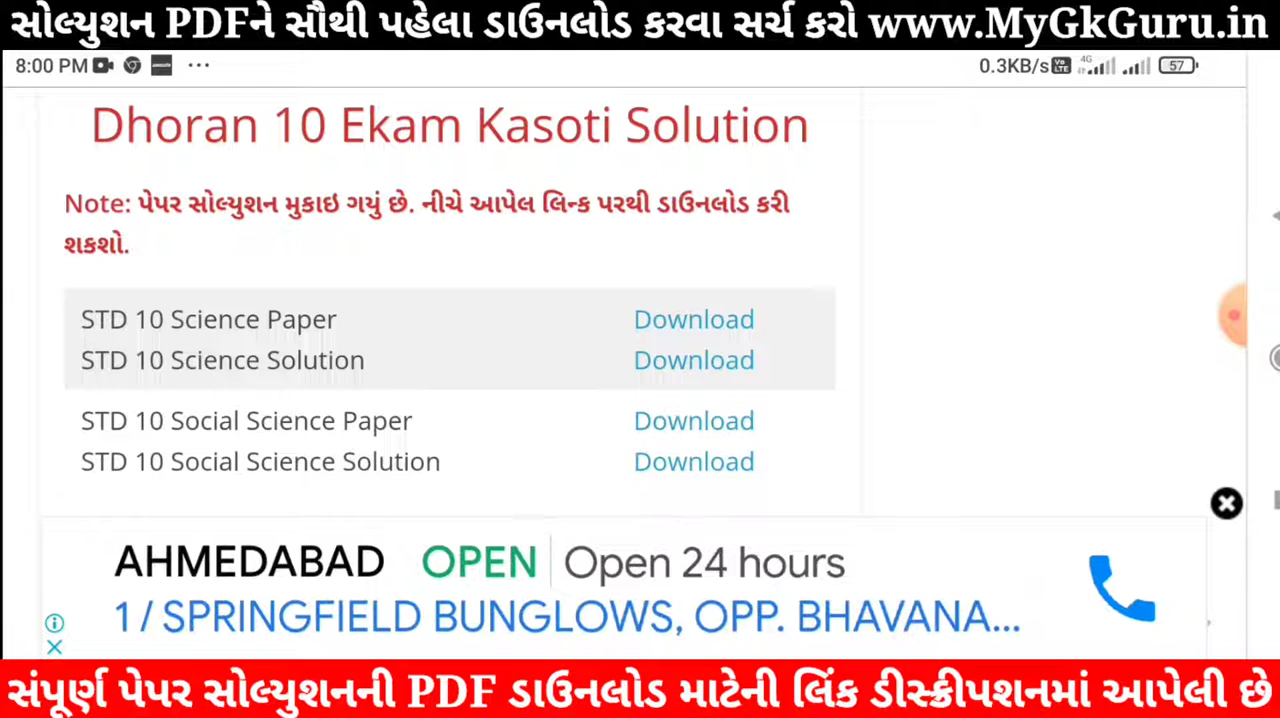 સોલ્યુશન PDFને સૌથી પહેલા ડાઉનલોડ કરવા સર્ચ કરો www.MyGkGuru.in
8:00 PM ··· 0.3KB/s Vo LTE 4G 57
Dhoran 10 Ekam Kasoti Solution
Note: પેપર સોલ્યુશન મુકાઇ ગયું છે. નીચે આપેલ લિન્ક પરથી ડાઉનલોડ કરી
શકશો.
STD 10 Science Paper Download
STD 10 Science Solution Download
STD 10 Social Science Paper Download
STD 10 Social Science Solution Download
AHMEDABAD OPEN Open 24 hours
1 / SPRINGFIELD BUNGLOWS, OPP. BHAVANA...
સંપૂર્ણ પેપર સોલ્યુશનની PDF ડાઉનલોડ માટેની લિંક ડીસ્ક્રીપશનમાં આપેલી છે